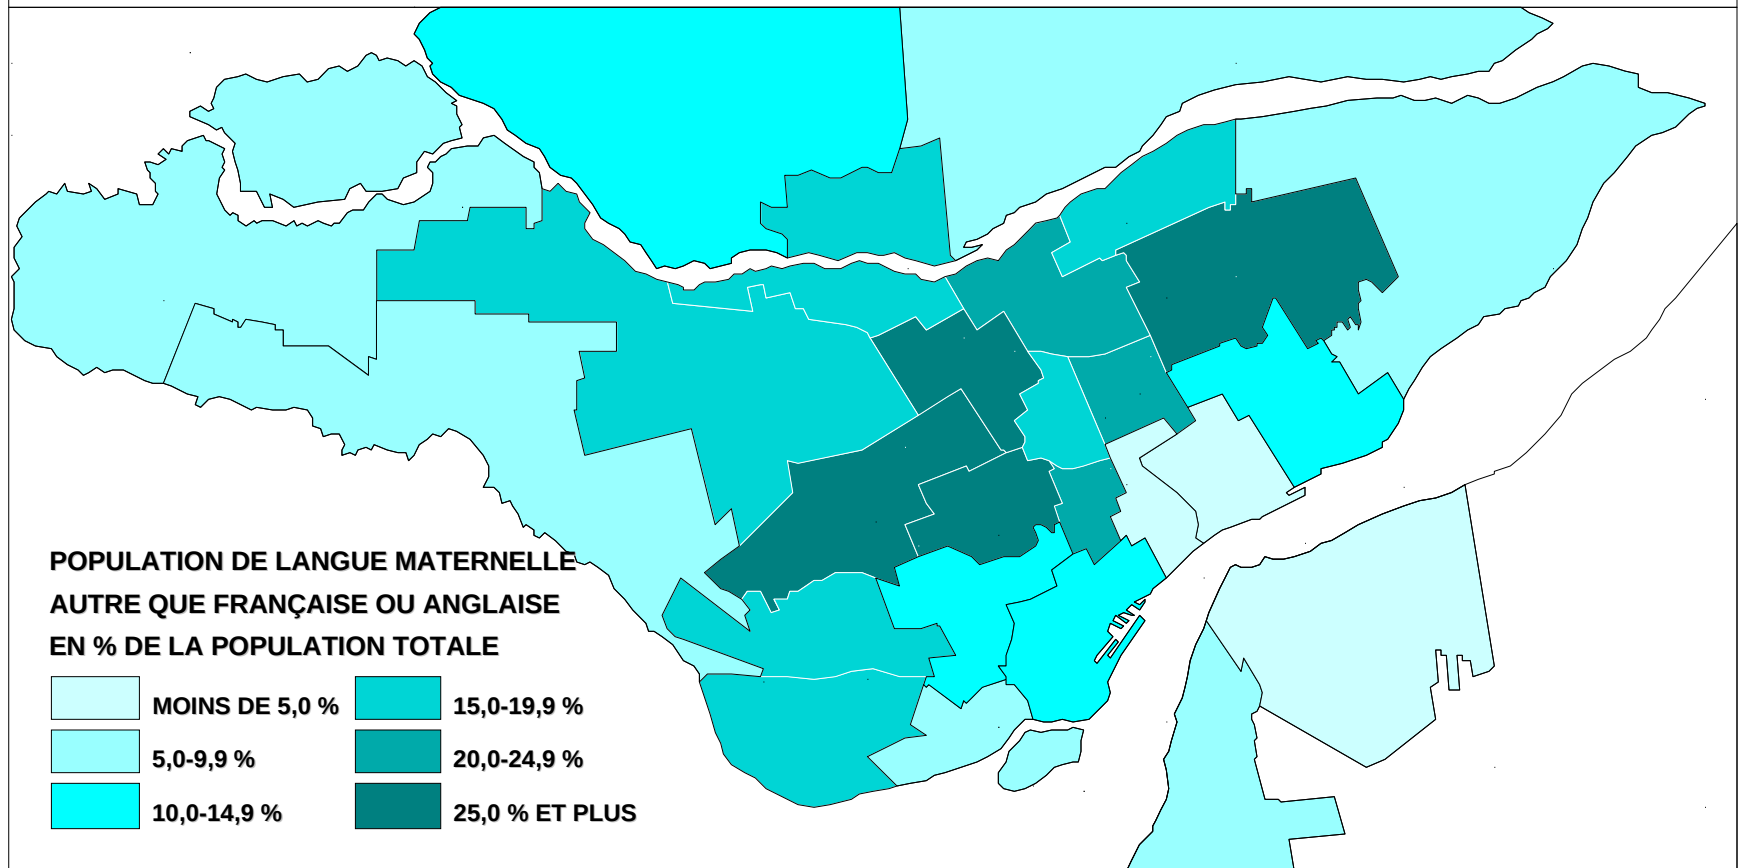 POPULATION DE LANGUE MATERNELLE
AUTRE QUE FRANÇAISE OU ANGLAISE
EN % DE LA POPULATION TOTALE
MOINS DE 5,0 %
5,0-9,9 %
10,0-14,9 %
15,0-19,9 %
20,0-24,9 %
25,0 % ET PLUS